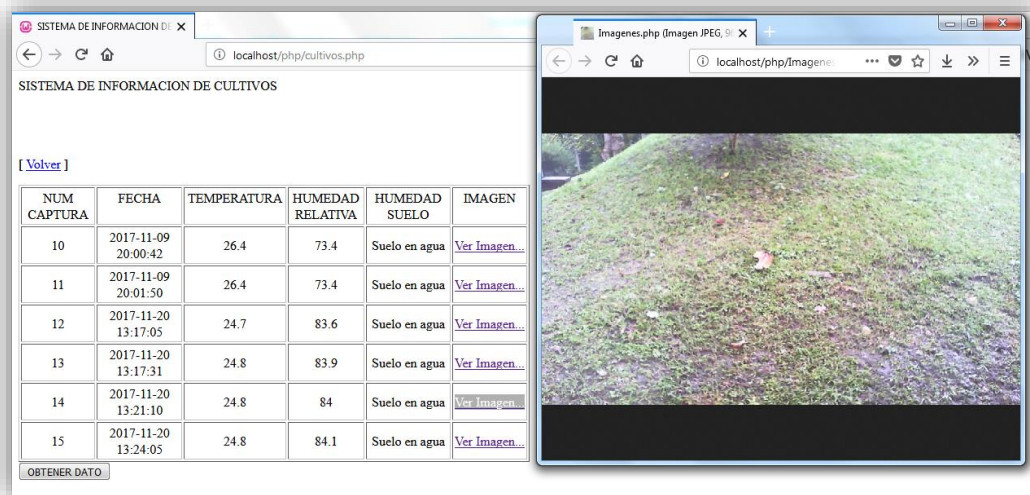 SISTEMA DE INFORMACION DE
localhost/php/cultivos.php
SISTEMA DE INFORMACION DE CULTIVOS
[ Volver ]
NUM CAPTURA FECHA TEMPERATURA HUMEDAD RELATIVA HUMEDAD SUELO IMAGEN
10 2017-11-09 20:00:42 26.4 73.4 Suelo en agua Ver Imagen...
11 2017-11-09 20:01:50 26.4 73.4 Suelo en agua Ver Imagen...
12 2017-11-20 13:17:05 24.7 83.6 Suelo en agua Ver Imagen...
13 2017-11-20 13:17:31 24.8 83.9 Suelo en agua Ver Imagen...
14 2017-11-20 13:21:10 24.8 84 Suelo en agua Ver Imagen...
15 2017-11-20 13:24:05 24.8 84.1 Suelo en agua Ver Imagen...
OBTENER DATO
Imagenes.php (Imagen JPEG, 9
localhost/php/Imagene